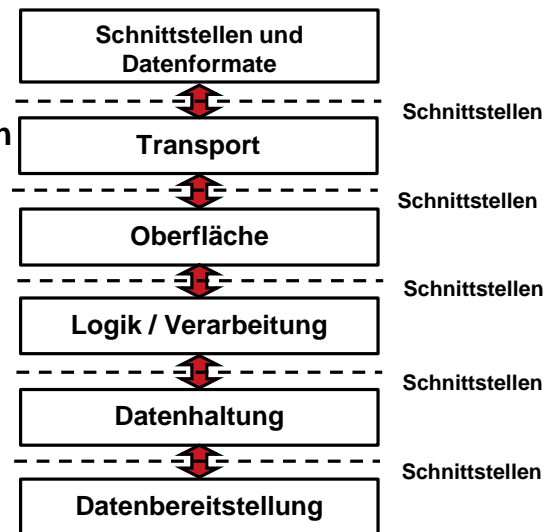 Schnittstellen und
Datenformate
Schnittstellen
n
Transport
Schnittstellen
Oberfläche
Schnittstellen
Logik / Verarbeitung
Schnittstellen
Datenhaltung
Schnittstellen
Datenbereitstellung